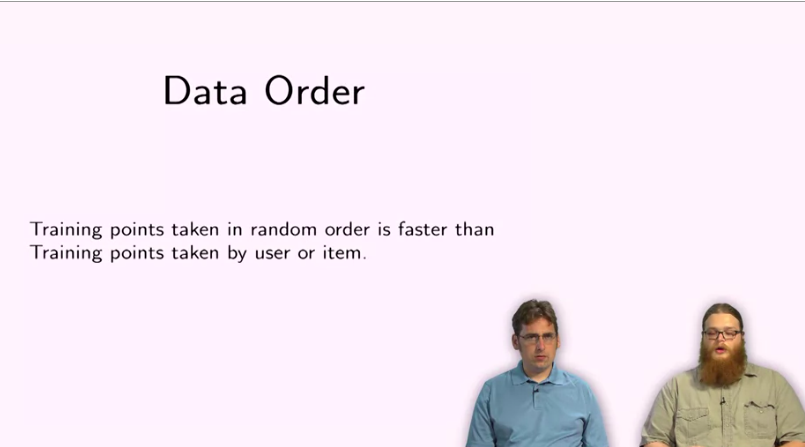 Data Order
Training points taken in random order is faster than
Training points taken by user or item.